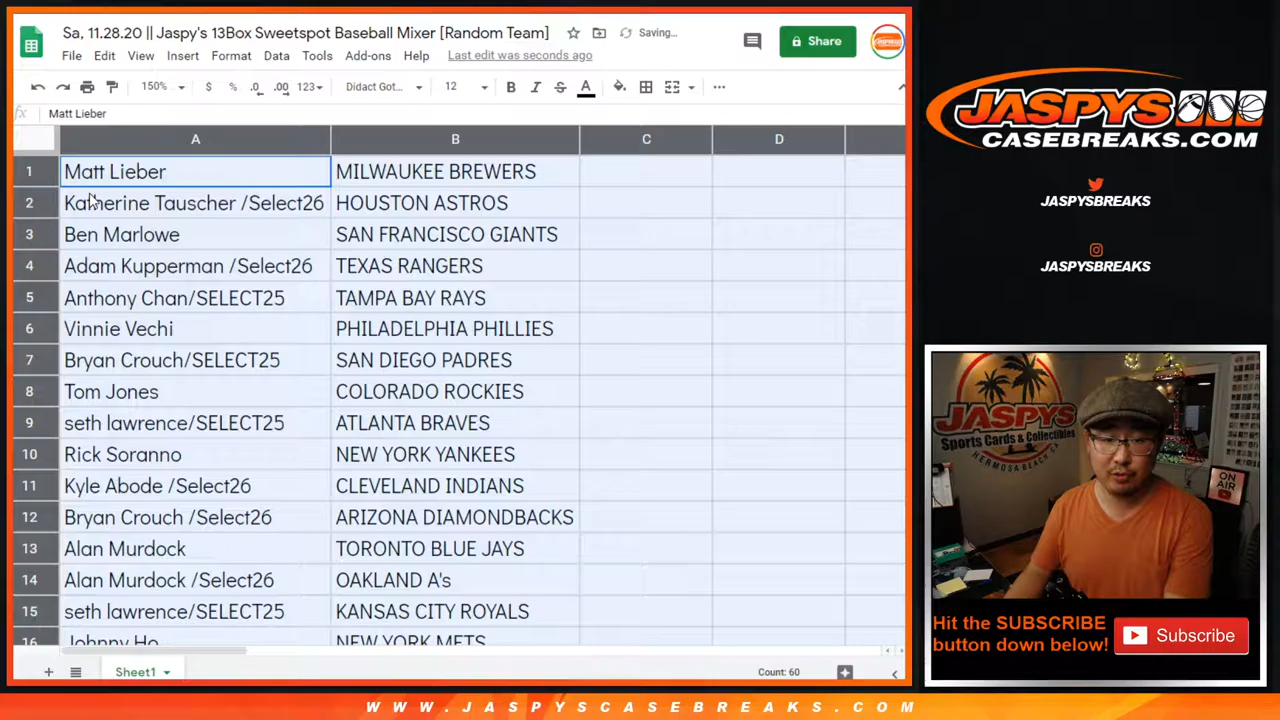 Sa, 11.28.20 || Jaspy's 13Box Sweetspot Baseball Mixer [Random Team] Saving...
File Edit View Insert Format Data Tools Add-ons Help Last edit was seconds ago
Share
150% $ % .0 .00 123 Didact Got... 12 B I S A
fx Matt Lieber
A B C D
1 Matt Lieber MILWAUKEE BREWERS
2 Katherine Tauscher /Select26 HOUSTON ASTROS
3 Ben Marlowe SAN FRANCISCO GIANTS
4 Adam Kupperman /Select26 TEXAS RANGERS
5 Anthony Chan/SELECT25 TAMPA BAY RAYS
6 Vinnie Vechi PHILADELPHIA PHILLIES
7 Bryan Crouch/SELECT25 SAN DIEGO PADRES
8 Tom Jones COLORADO ROCKIES
9 seth lawrence/SELECT25 ATLANTA BRAVES
10 Rick Soranno NEW YORK YANKEES
11 Kyle Abode /Select26 CLEVELAND INDIANS
12 Bryan Crouch /Select26 ARIZONA DIAMONDBACKS
13 Alan Murdock TORONTO BLUE JAYS
14 Alan Murdock /Select26 OAKLAND A's
15 seth lawrence/SELECT25 KANSAS CITY ROYALS
16 Johnny Ho NEW YORK METS
Sheet1 Count: 60
JASPYS
CASEBREAKS.COM
JASPYSBREAKS
JASPYSBREAKS
JASPYS
Sports Cards & Collectibles
HERMOSA BEACH CA
ON AIR
Hit the SUBSCRIBE
button down below!
Subscribe
WWW.JASPYSCASEBREAKS.COM